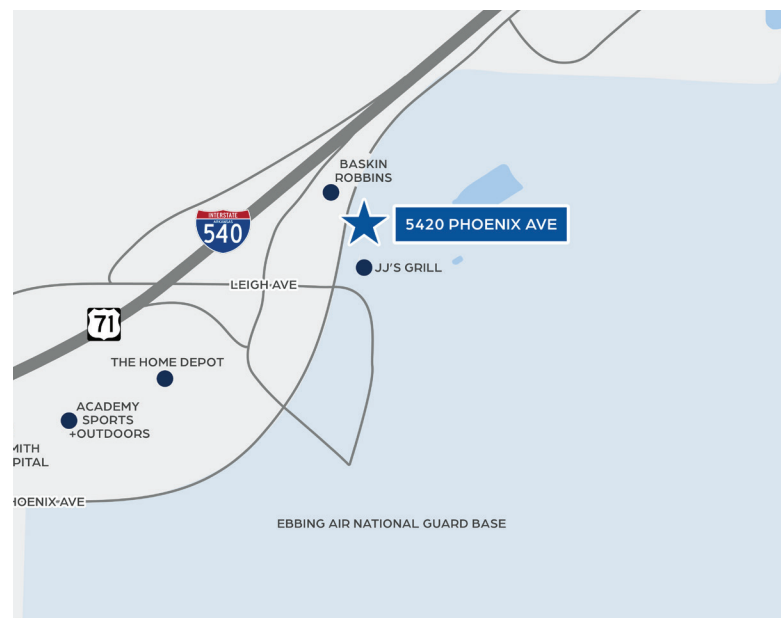 BASKIN
ROBBINS
INTERSTATE
ARKANSAS
540
5420 PHOENIX AVE
JJ'S GRILL
LEIGH AVE
71
THE HOME DEPOT
ACADEMY
SPORTS
+OUTDOORS
MITH
PITAL
HOENIX AVE
EBBING AIR NATIONAL GUARD BASE